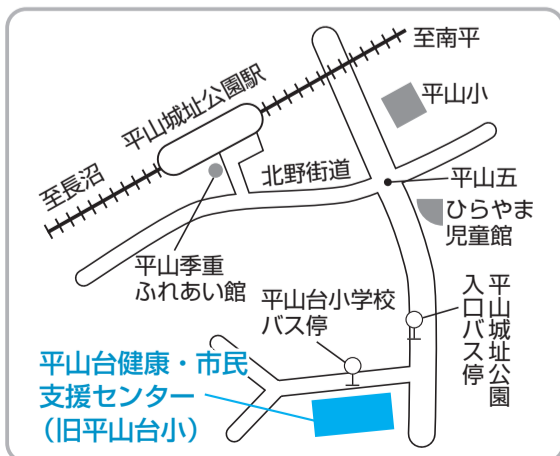 至南平
平山小
平山城址公園駅
至長沼
北野街道
平山五
ひらやま
児童館
平山季重
ふれあい館
平山台小学校
バス停
平山城址公園
入口バス停
平山台健康・市民
支援センター
（旧平山台小）